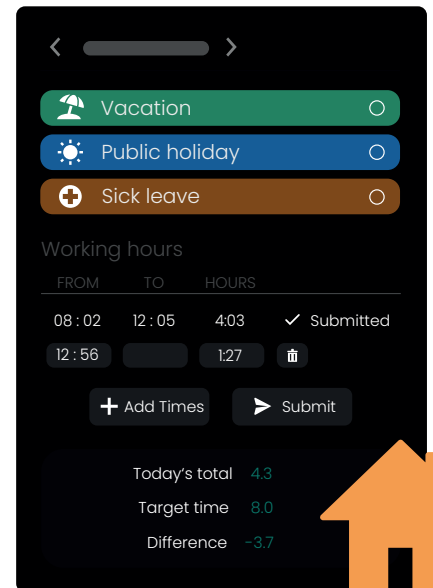 Vacation
Public holiday
Sick leave
Working hours
FROM TO HOURS
08 : 02 12 : 05 4:03 Submitted
12 : 56 1:27
Add Times Submit
Today's total 4.3
Target time 8.0
Difference -3.7